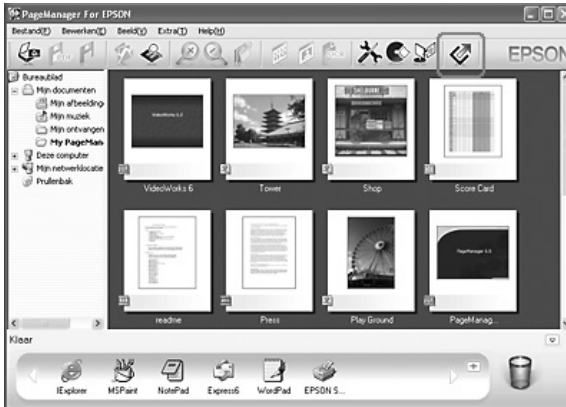 PageManager For EPSON
Bestand(F) Bewerken(E) Beeld(V) Extra(T) Help(H)
EPSON
Bureaublad
Mijn documenten
Mijn afbeelding
Mijn muziek
Mijn ontvangen
My PageMan
Deze computer
Mijn netwerklocatie
Prullenbak
VideoWorks 6
Tower
Shop
Score Card
readme
Press
Play Ground
PageManag...
Klaar
IExplorer MSPaint NotePad Express6 WordPad EPSON S...